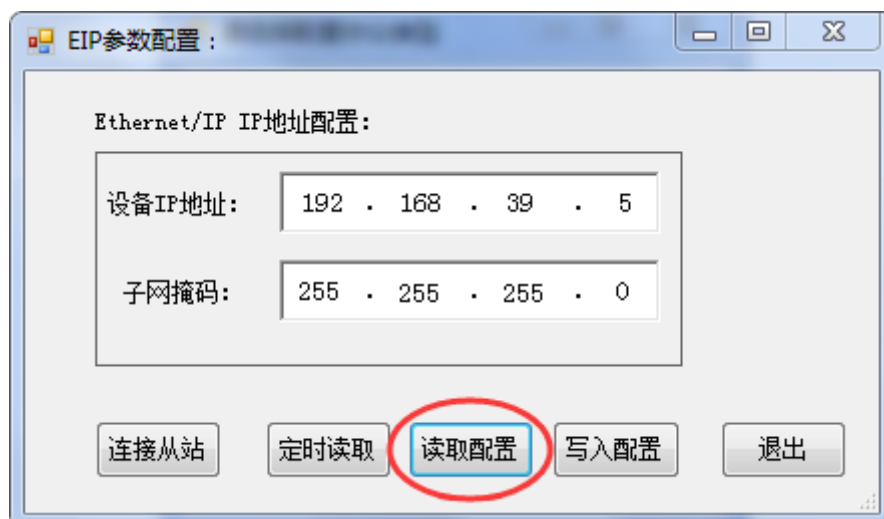 EIP参数配置：
Ethernet/IP IP地址配置：
设备IP地址： 192 . 168 . 39 . 5
子网掩码： 255 . 255 . 255 . 0
连接从站 定时读取 读取配置 写入配置 退出